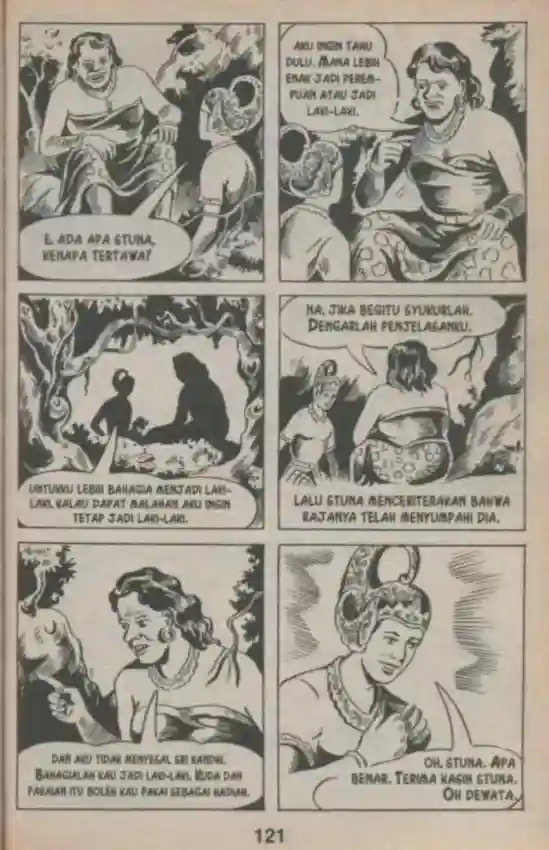 E, ADA APA STUNA,
KENAPA TERTAWA?
AKU INGIN TAHU
DULU. MANA LEBIH
ENAK JADI PEREM-
PUAN ATAU JADI
LAKI-LAKI.
UNTUKKU LEBIH BAHAGIA MENJADI LAKI-
LAKI, KALAU DAPAT MALAHAN AKU INGIN
TETAP JADI LAKI-LAKI.
NA, JIKA BEGITU SYUKURLAH.
DENGARLAH PENJELASANKU.
LALU STUNA MENCERITERAKAN BAHWA
RAJANYA TELAH MENYUMPAHI DIA.
DAN AKU TIDAK MENYESAL SRI KANDHI.
BAHAGIALAH KAU JADI LAKI-LAKI. KUDA DAN
PAKAIAN ITU BOLEH KAU PAKAI SEBAGAI HADIAH.
OH, STUNA. APA
BENAR. TERIMA KASIH STUNA.
OH DEWATA.
121